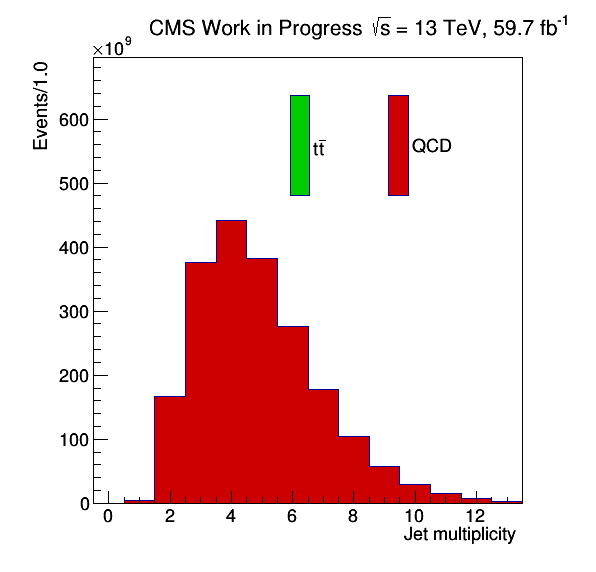 CMS Work in Progress √s = 13 TeV, 59.7 fb⁻¹
×10⁹
Events/1.0
600
500
400
300
200
100
0
tt̅
QCD
0 2 4 6 8 10 12
Jet multiplicity